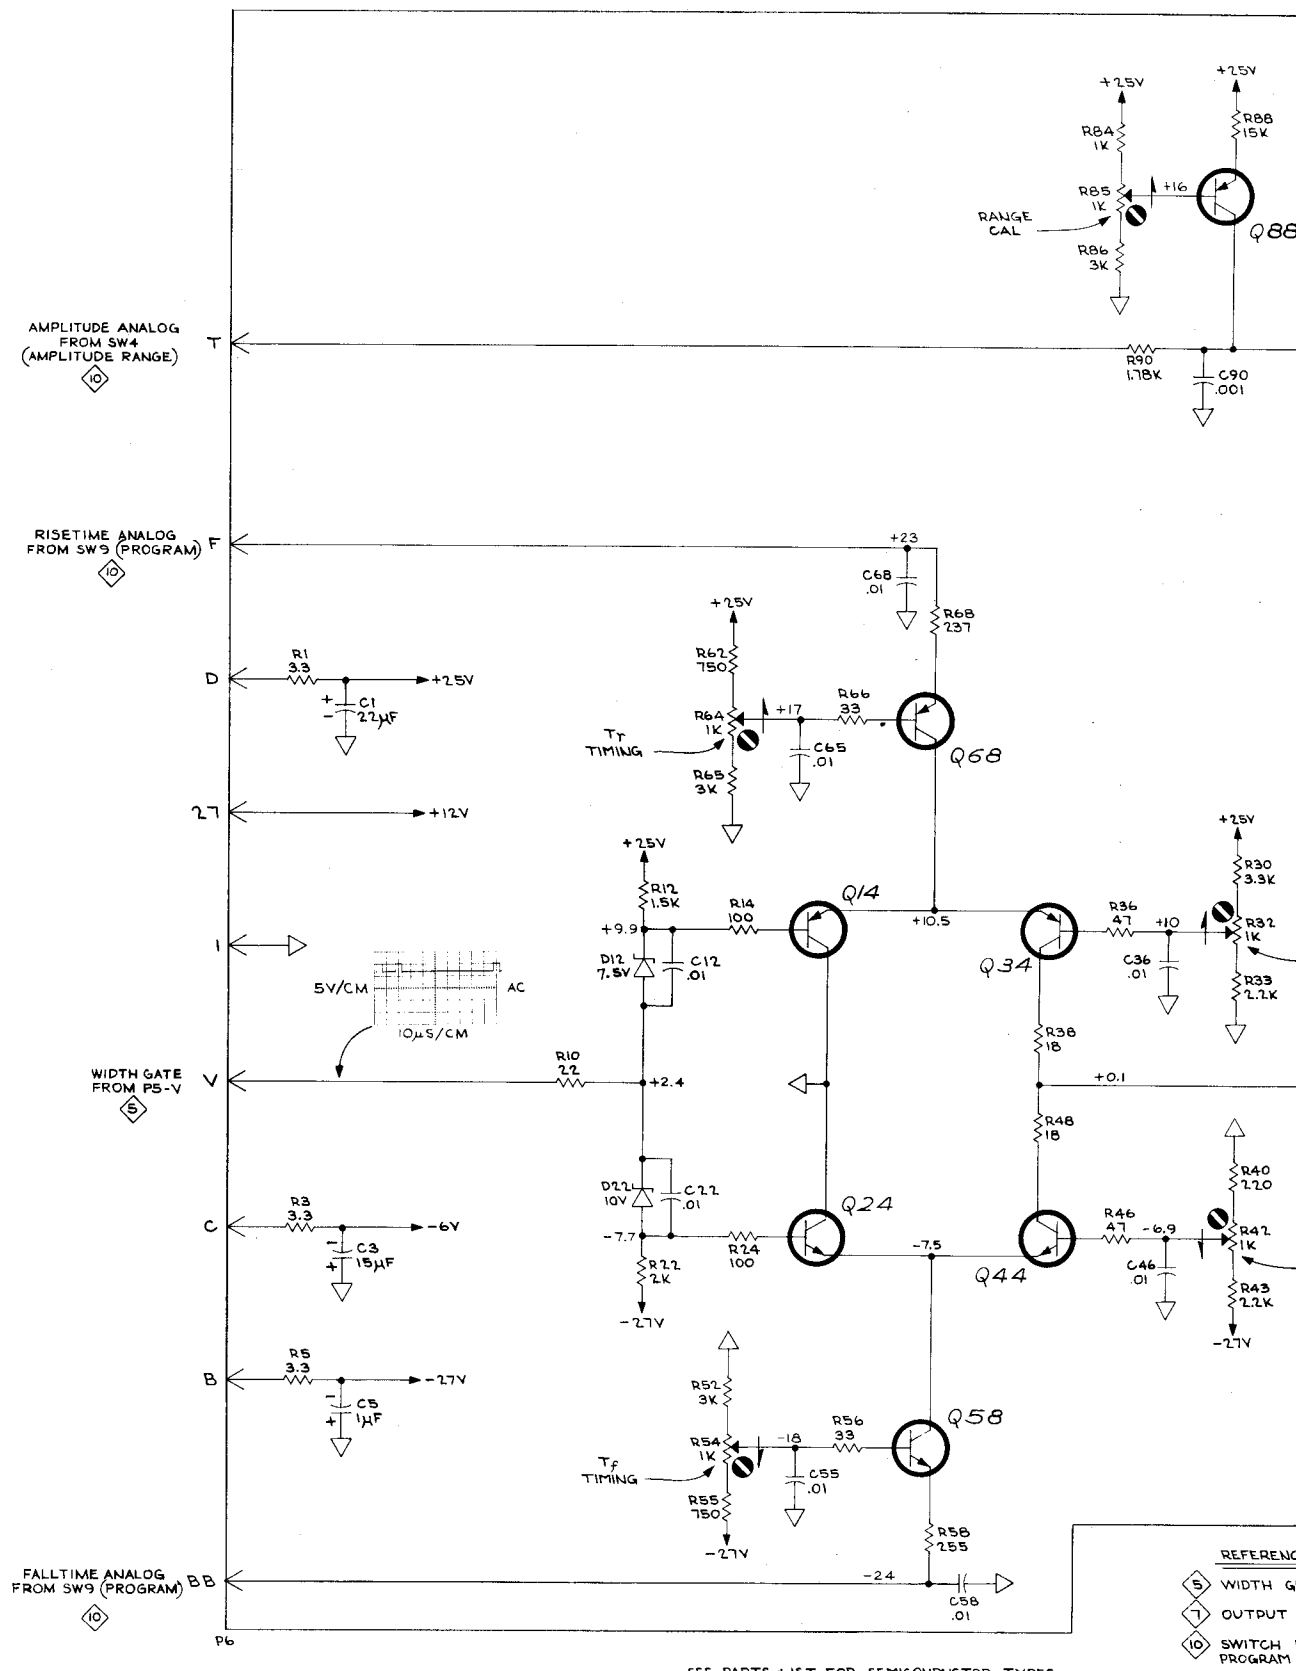 +25V
R88
15K
+25V
R84
1K
R85
1K
+16
RANGE
CAL
Q88
R86
3K
AMPLITUDE ANALOG
FROM SW4
(AMPLITUDE RANGE)
10
T
R90
1.78K
C90
.001
RISETIME ANALOG
FROM SW9 (PROGRAM)
10
F
+23
C68
.01
R68
237
+25V
R62
750
R64
1K
+17
R66
33
Tr
TIMING
C65
.01
R65
3K
Q68
D
R1
3.3
+25V
C1
22µF
27
+12V
+25V
R12
1.5K
+9.9
R14
100
Q14
+10.5
D12
7.5V
C12
.01
1
5V/CM
AC
10µS/CM
Q34
R36
47
+10
C36
.01
+25V
R30
3.3K
R32
1K
R33
2.2K
R38
18
WIDTH GATE
FROM P5-V
5
V
R10
22
+2.4
+0.1
R48
18
D22
10V
C22
.01
-7.7
R24
100
R22
2K
-27V
Q24
-7.5
Q44
R46
47
-6.9
C46
.01
R40
220
R42
1K
R43
2.2K
-27V
C
R3
3.3
-6V
C3
15µF
B
R5
3.3
-27V
C5
1µF
R52
3K
R54
1K
-18
R56
33
Q58
Tf
TIMING
C55
.01
R55
750
-27V
R58
255
FALLTIME ANALOG
FROM SW9 (PROGRAM)
10
BB
-24
C58
.01
P6
5 WIDTH
7 OUTPUT
10 SWITCH
PROGRAM
SEE PARTS LIST FOR SEMICONDUCTOR TYPES